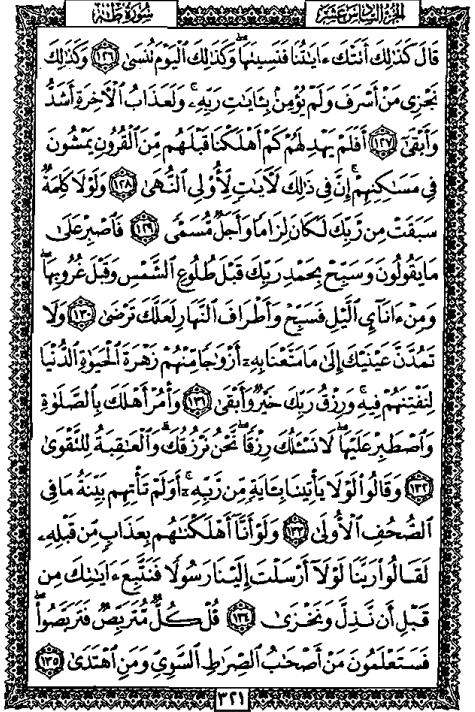 الجزء السادس عشر سورة طه
قَالَ كَذَٰلِكَ أَتَتْكَ ءَايَٰتُنَا فَنَسِيتَهَا ۖ وَكَذَٰلِكَ ٱلْيَوْمَ تُنسَىٰ ١٢٦ وَكَذَٰلِكَ
نَجْزِى مَنْ أَسْرَفَ وَلَمْ يُؤْمِنۢ بِـَٔايَٰتِ رَبِّهِۦ ۚ وَلَعَذَابُ ٱلْـَٔاخِرَةِ أَشَدُّ
وَأَبْقَىٰٓ ١٢٧ أَفَلَمْ يَهْدِ لَهُمْ كَمْ أَهْلَكْنَا قَبْلَهُم مِّنَ ٱلْقُرُونِ يَمْشُونَ
فِى مَسَٰكِنِهِمْ ۗ إِنَّ فِى ذَٰلِكَ لَـَٔايَٰتٍ لِّأُو۟لِى ٱلنُّهَىٰ ١٢٨ وَلَوْلَا كَلِمَةٌ
سَبَقَتْ مِن رَّبِّكَ لَكَانَ لِزَامًا وَأَجَلٌ مُّسَمًّى ١٢٩ فَٱصْبِرْ عَلَىٰ
مَا يَقُولُونَ وَسَبِّحْ بِحَمْدِ رَبِّكَ قَبْلَ طُلُوعِ ٱلشَّمْسِ وَقَبْلَ غُرُوبِهَا ۖ
وَمِنْ ءَانَآئِ ٱلَّيْلِ فَسَبِّحْ وَأَطْرَافَ ٱلنَّهَارِ لَعَلَّكَ تَرْضَىٰ ١٣٠ وَلَا
تَمُدَّنَّ عَيْنَيْكَ إِلَىٰ مَا مَتَّعْنَا بِهِۦٓ أَزْوَٰجًا مِّنْهُمْ زَهْرَةَ ٱلْحَيَوٰةِ ٱلدُّنْيَا
لِنَفْتِنَهُمْ فِيهِ ۚ وَرِزْقُ رَبِّكَ خَيْرٌ وَأَبْقَىٰ ١٣١ وَأْمُرْ أَهْلَكَ بِٱلصَّلَوٰةِ
وَٱصْطَبِرْ عَلَيْهَا ۖ لَا نَسْـَٔلُكَ رِزْقًا ۖ نَّحْنُ نَرْزُقُكَ ۗ وَٱلْعَٰقِبَةُ لِلتَّقْوَىٰ
١٣٢ وَقَالُوا۟ لَوْلَا يَأْتِينَا بِـَٔايَةٍ مِّن رَّبِّهِۦٓ ۚ أَوَلَمْ تَأْتِهِم بَيِّنَةُ مَا فِى
ٱلصُّحُفِ ٱلْأُولَىٰ ١٣٣ وَلَوْ أَنَّآ أَهْلَكْنَٰهُم بِعَذَابٍ مِّن قَبْلِهِۦ
لَقَالُوا۟ رَبَّنَا لَوْلَآ أَرْسَلْتَ إِلَيْنَا رَسُولًا فَنَتَّبِعَ ءَايَٰتِكَ مِن
قَبْلِ أَن نَّذِلَّ وَنَخْزَىٰ ١٣٤ قُلْ كُلٌّ مُّتَرَبِّصٌ فَتَرَبَّصُوا۟ ۖ
فَسَتَعْلَمُونَ مَنْ أَصْحَٰبُ ٱلصِّرَٰطِ ٱلسَّوِىِّ وَمَنِ ٱهْتَدَىٰ ١٣٥
٣٢١